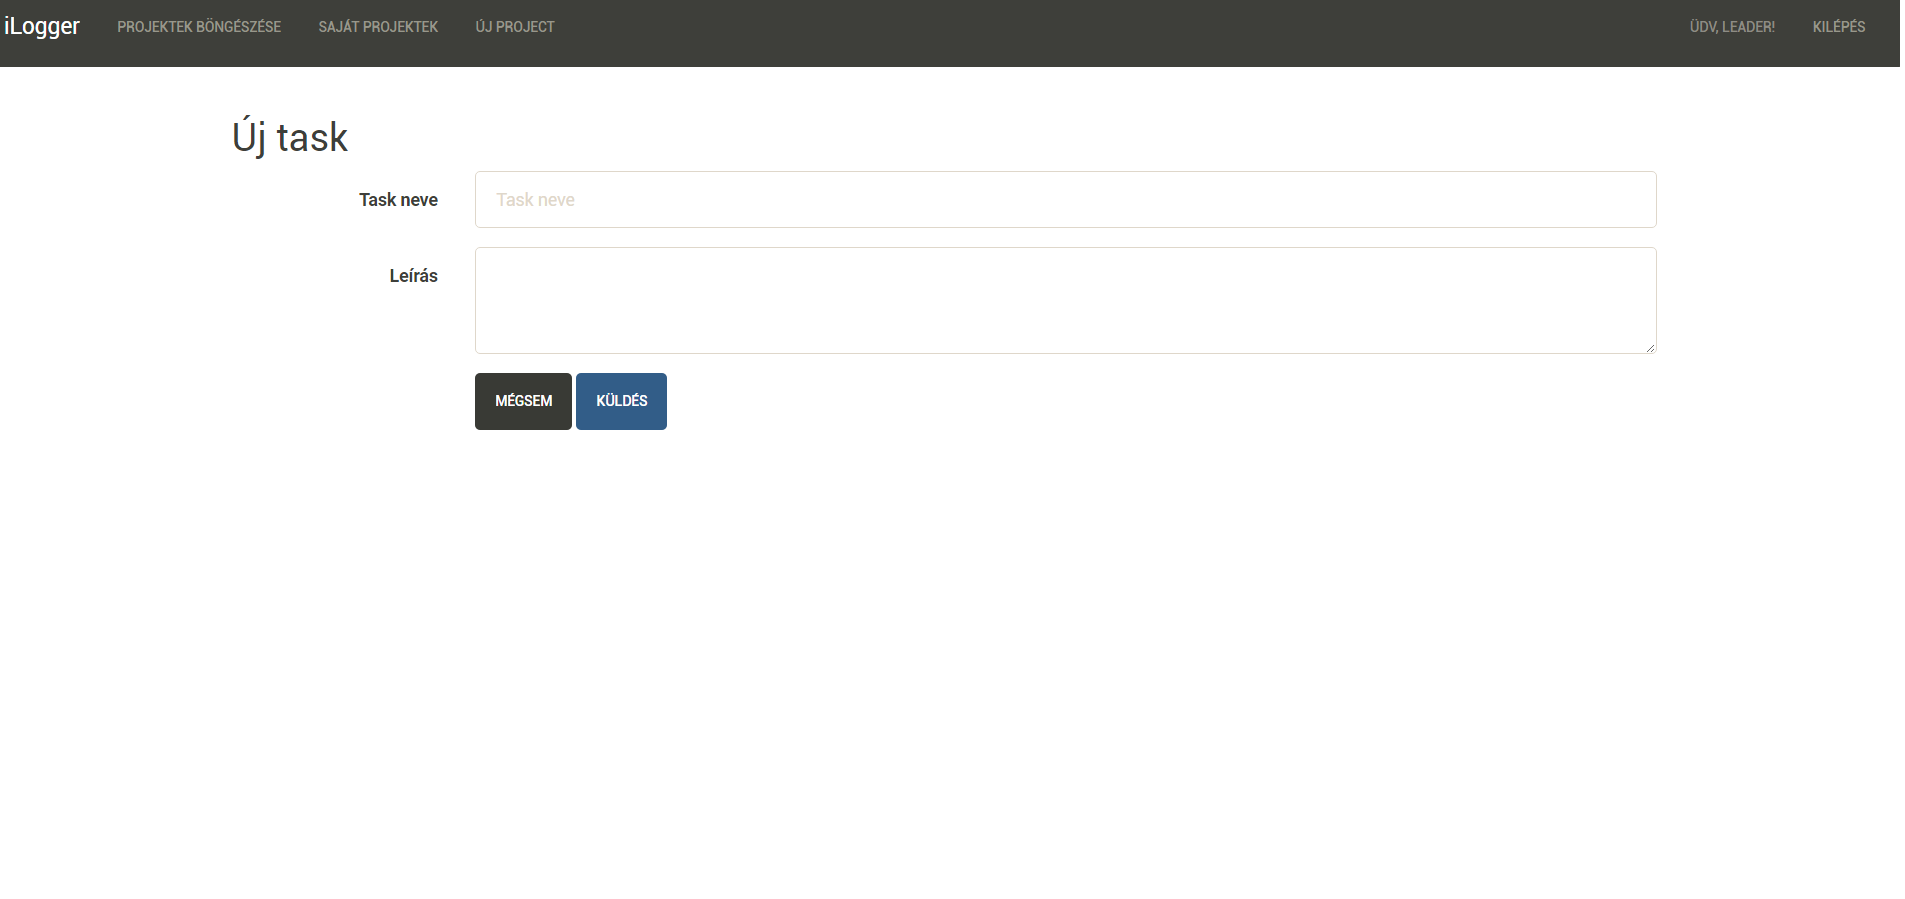 iLogger PROJEKTEK BÖNGÉSZÉSE SAJÁT PROJEKTEK ÚJ PROJECT ÜDV, LEADER! KILÉPÉS
Új task
Task neve Task neve
Leírás
MÉGSEM KÜLDÉS